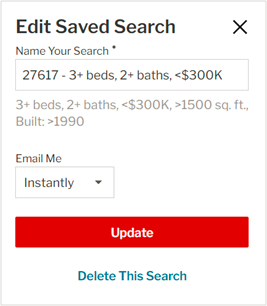 Edit Saved Search
Name Your Search *
27617 - 3+ beds, 2+ baths, <$300K
3+ beds, 2+ baths, <$300K, >1500 sq. ft.,
Built: >1990
Email Me
Instantly
Update
Delete This Search